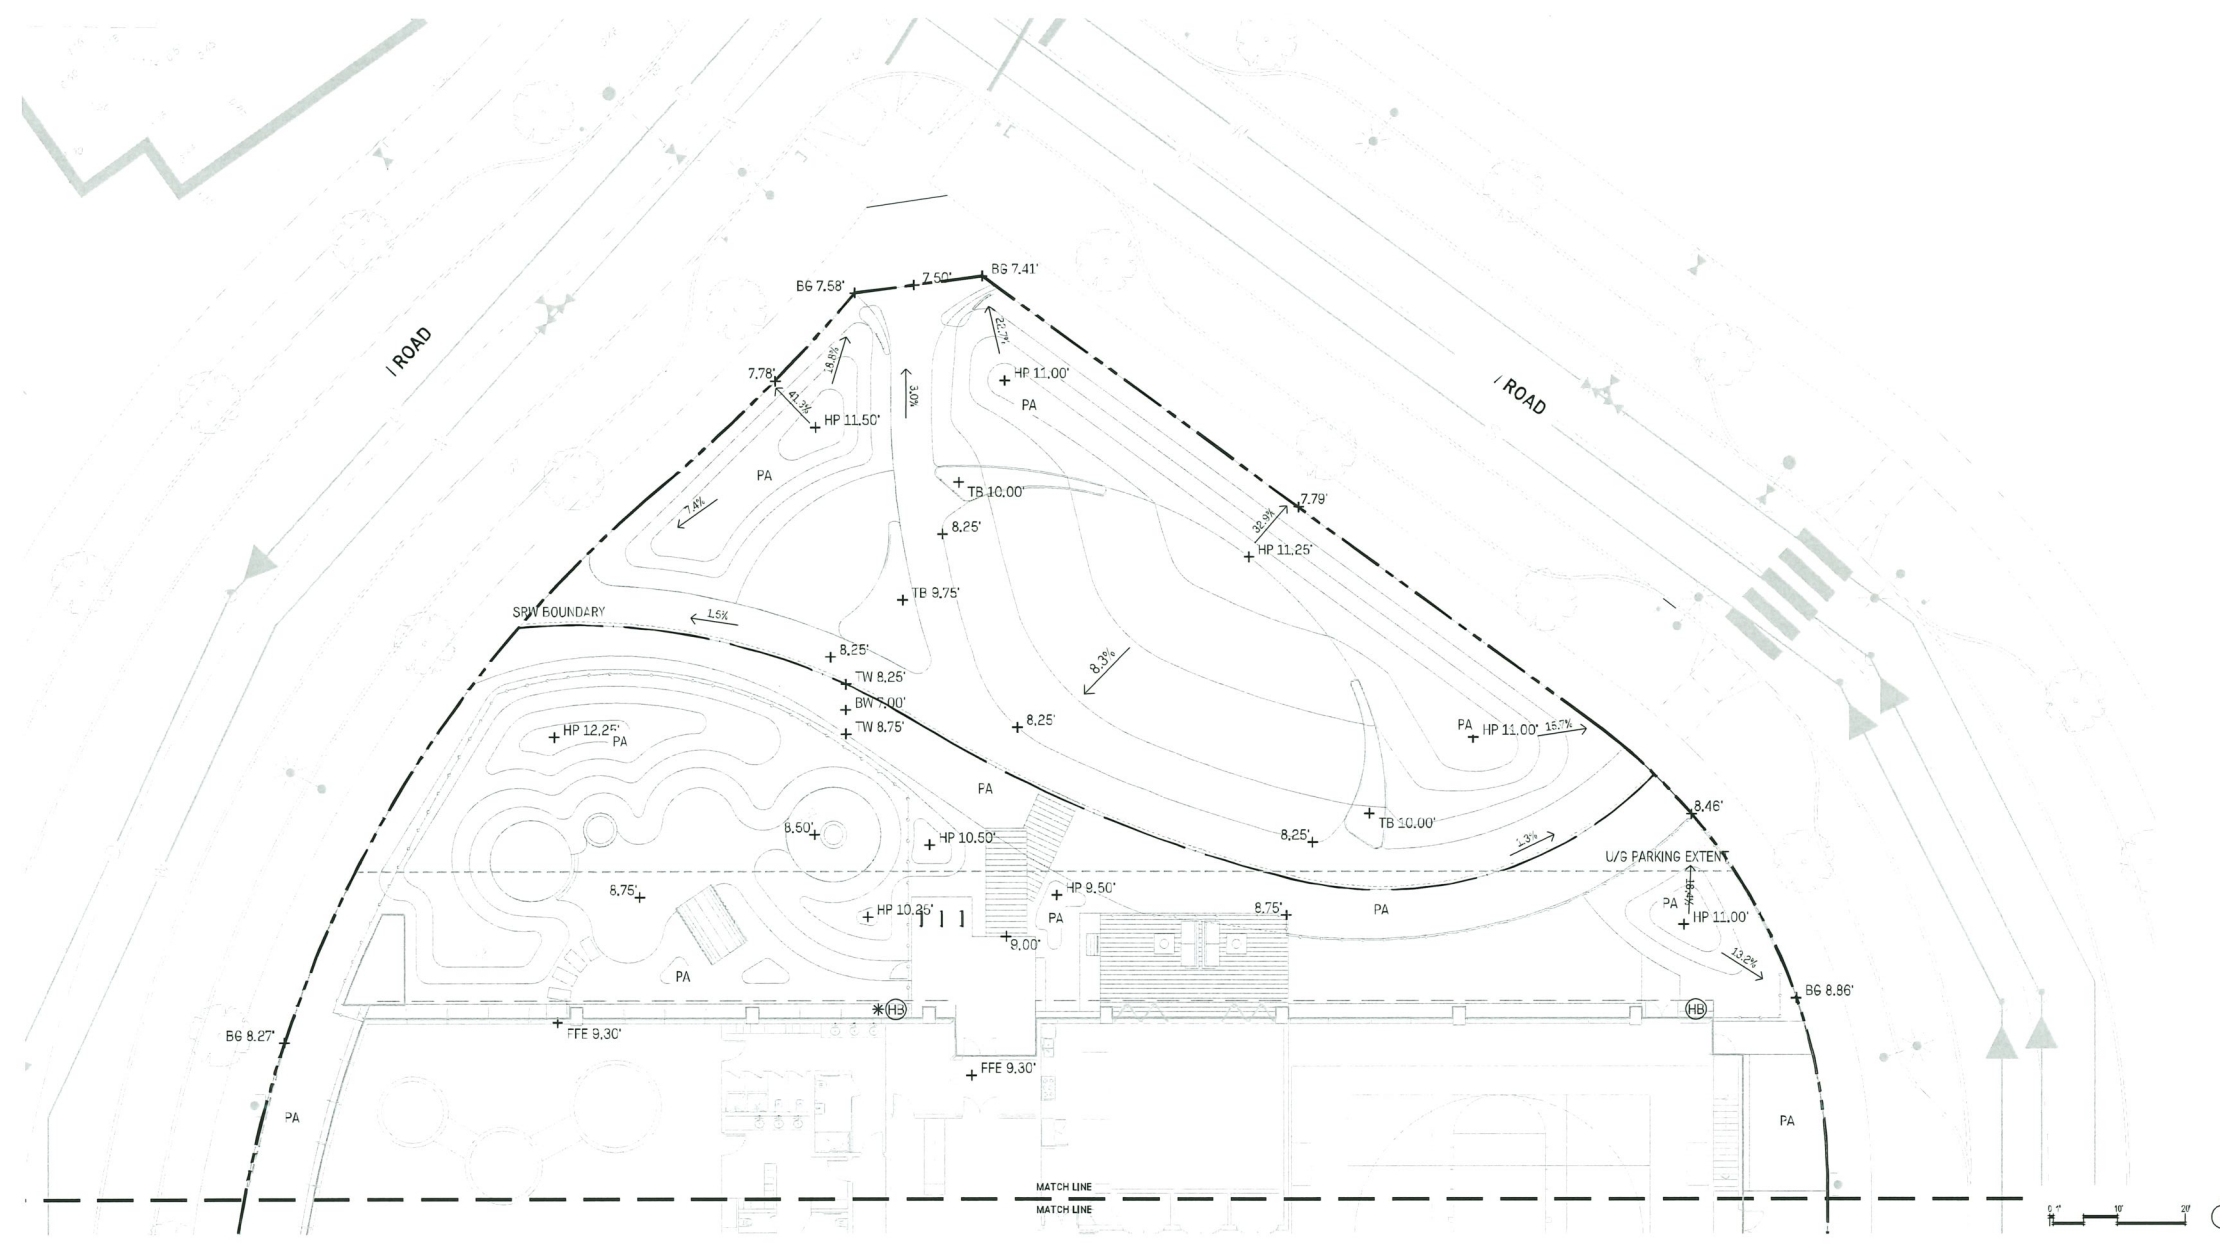 BG 7.41'
7.50'
BG 7.58'
I ROAD
22.7%
18.8%
7.78'
HP 11.00'
3.0%
41.3%
/ ROAD
PA
HP 11.50'
PA
TB 10.00'
7.79'
7.4%
32.9%
8.25'
HP 11.25'
TB 9.75'
SRW BOUNDARY
1.5%
8.25'
8.3%
TW 8.25'
BW 7.00'
8.25'
TW 8.75'
HP 12.25'
PA
PA
HP 11.00'
15.7%
PA
8.46'
8.50'
TB 10.00'
8.25'
HP 10.50'
1.3%
U/G PARKING EXTENT
8.75'
HP 9.50'
18.4%
PA
HP 10.25'
PA
8.75'
PA
HP 11.00'
9.00'
PA
13.2%
BG 8.86'
HB
HB
BG 8.27'
FFE 9.30'
FFE 9.30'
PA
PA
MATCH LINE
MATCH LINE
0 1' 10' 20'